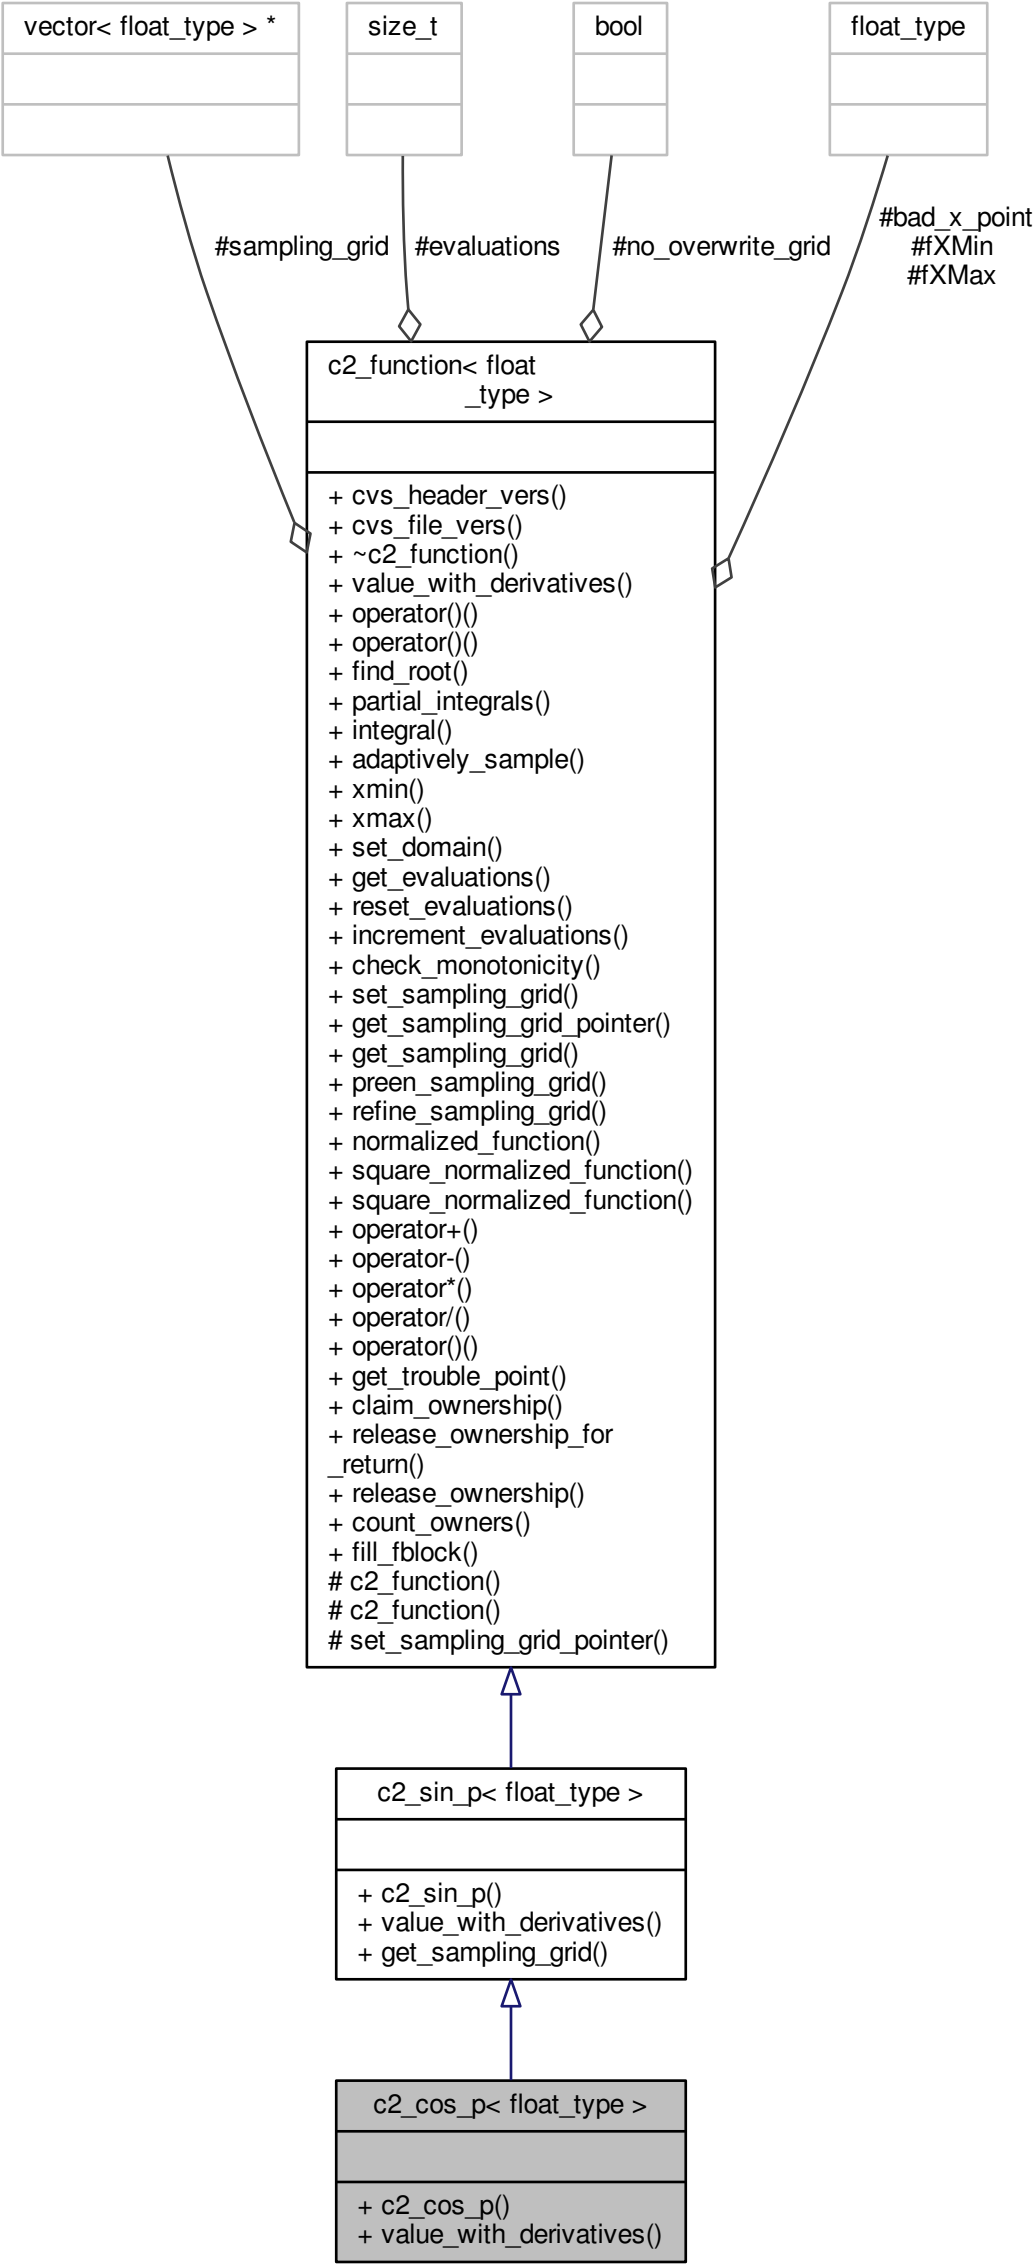 vector< float_type > *
size_t
bool
float_type
#bad_x_point
#sampling_grid
#evaluations
#no_overwrite_grid
#fXMin
#fXMax
c2_function< float
_type >
+ cvs_header_vers()
+ cvs_file_vers()
+ ~c2_function()
+ value_with_derivatives()
+ operator()()
+ operator()()
+ find_root()
+ partial_integrals()
+ integral()
+ adaptively_sample()
+ xmin()
+ xmax()
+ set_domain()
+ get_evaluations()
+ reset_evaluations()
+ increment_evaluations()
+ check_monotonicity()
+ set_sampling_grid()
+ get_sampling_grid_pointer()
+ get_sampling_grid()
+ preen_sampling_grid()
+ refine_sampling_grid()
+ normalized_function()
+ square_normalized_function()
+ square_normalized_function()
+ operator+()
+ operator-()
+ operator*()
+ operator/()
+ operator()()
+ get_trouble_point()
+ claim_ownership()
+ release_ownership_for
_return()
+ release_ownership()
+ count_owners()
+ fill_fblock()
# c2_function()
# c2_function()
# set_sampling_grid_pointer()
c2_sin_p< float_type >
+ c2_sin_p()
+ value_with_derivatives()
+ get_sampling_grid()
c2_cos_p< float_type >
+ c2_cos_p()
+ value_with_derivatives()